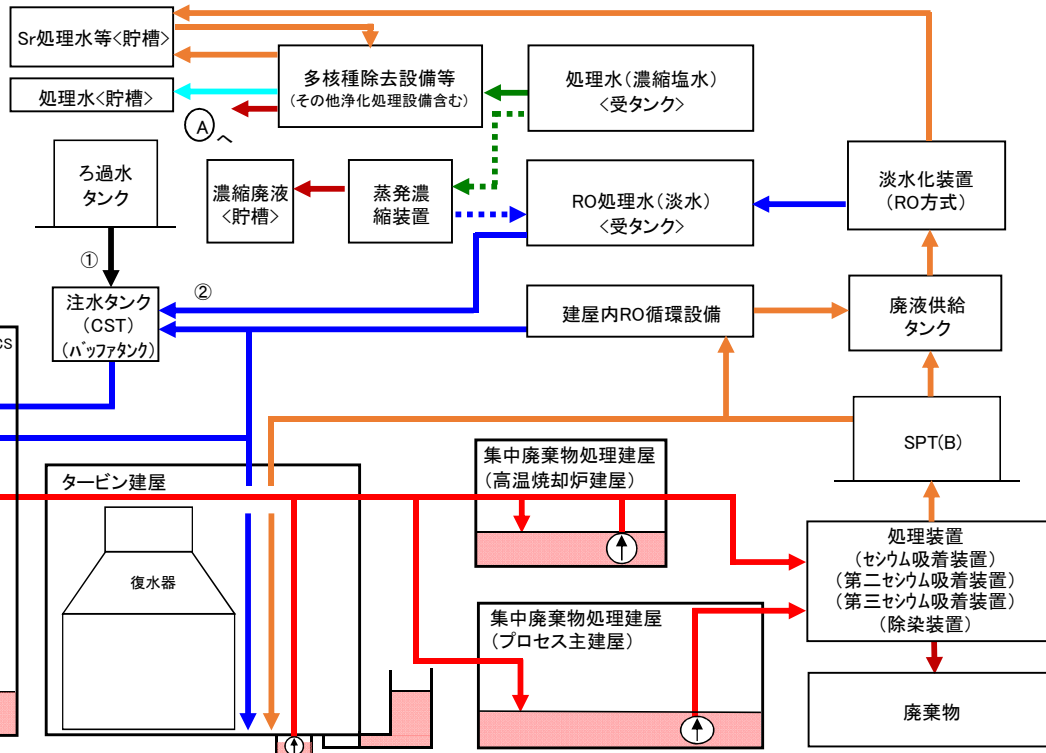 Sr処理水等<貯槽>
処理水<貯槽>
多核種除去設備等
(その他浄化処理設備含む)
処理水(濃縮塩水)
<受タンク>
Aへ
ろ過水
タンク
濃縮廃液
<貯槽>
蒸発濃
縮装置
RO処理水(淡水)
<受タンク>
淡水化装置
(RO方式)
①
②
注水タンク
(CST)
(バッファタンク)
建屋内RO循環設備
廃液供給
タンク
CS
SPT(B)
タービン建屋
復水器
集中廃棄物処理建屋
(高温焼却炉建屋)
集中廃棄物処理建屋
(プロセス主建屋)
処理装置
(セシウム吸着装置)
(第二セシウム吸着装置)
(第三セシウム吸着装置)
(除染装置)
廃棄物